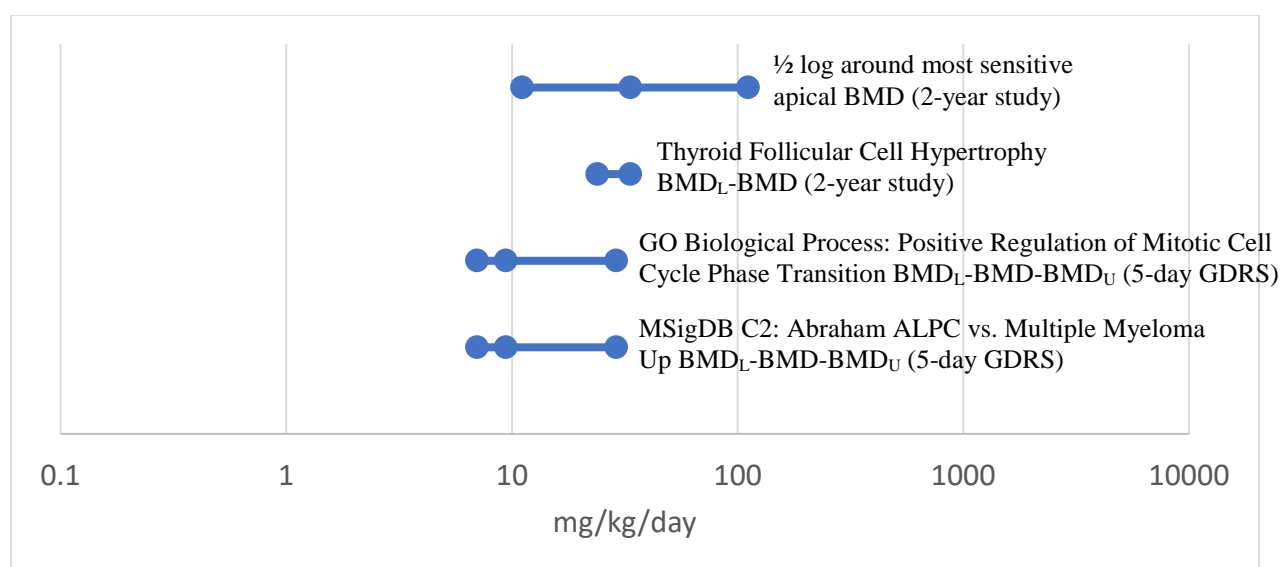 ½ log around most sensitive
apical BMD (2-year study)
Thyroid Follicular Cell Hypertrophy
BMDL-BMD (2-year study)
GO Biological Process: Positive Regulation of Mitotic Cell
Cycle Phase Transition BMDL-BMD-BMDU (5-day GDRS)
MSigDB C2: Abraham ALPC vs. Multiple Myeloma
Up BMDL-BMD-BMDU (5-day GDRS)
0.1 1 10 100 1000 10000
mg/kg/day